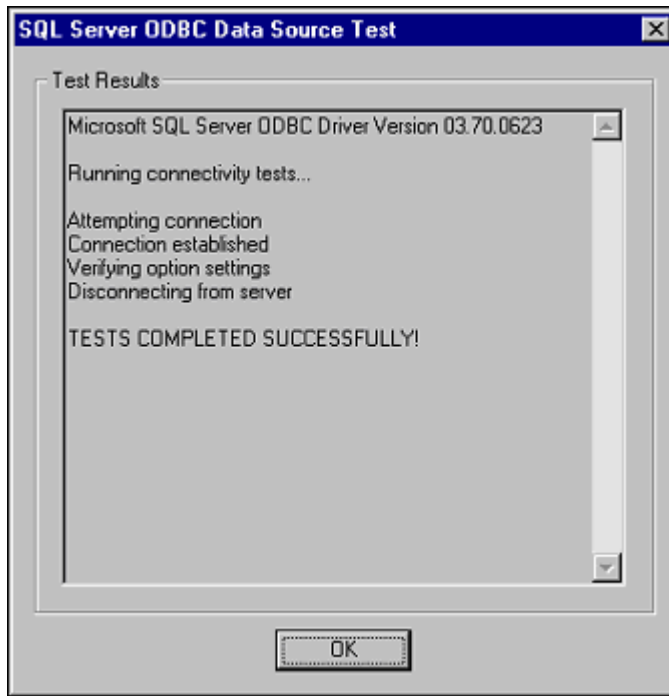 SQL Server ODBC Data Source Test
Test Results
Microsoft SQL Server ODBC Driver Version 03.70.0623
Running connectivity tests...
Attempting connection
Connection established
Verifying option settings
Disconnecting from server
TESTS COMPLETED SUCCESSFULLY!
OK